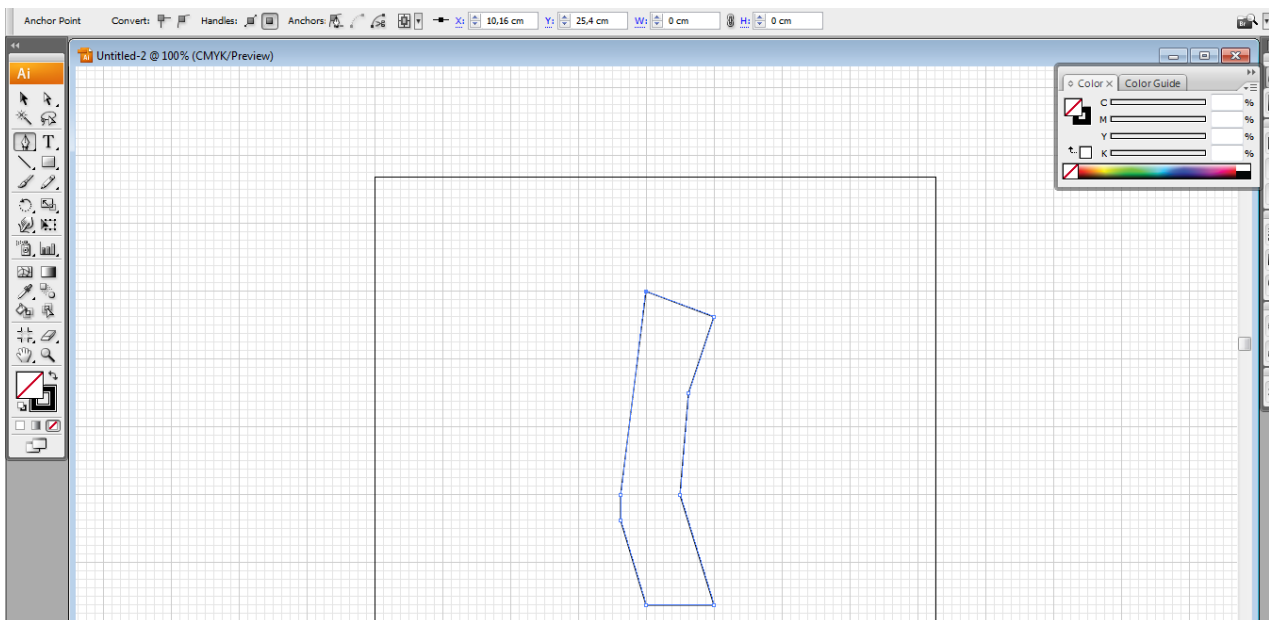 Anchor Point Convert: Handles: Anchors: X: 10,16 cm Y: 25,4 cm W: 0 cm H: 0 cm
Untitled-2 @ 100% (CMYK/Preview)
Ai
Color × Color Guide
C %
M %
Y %
K %
T